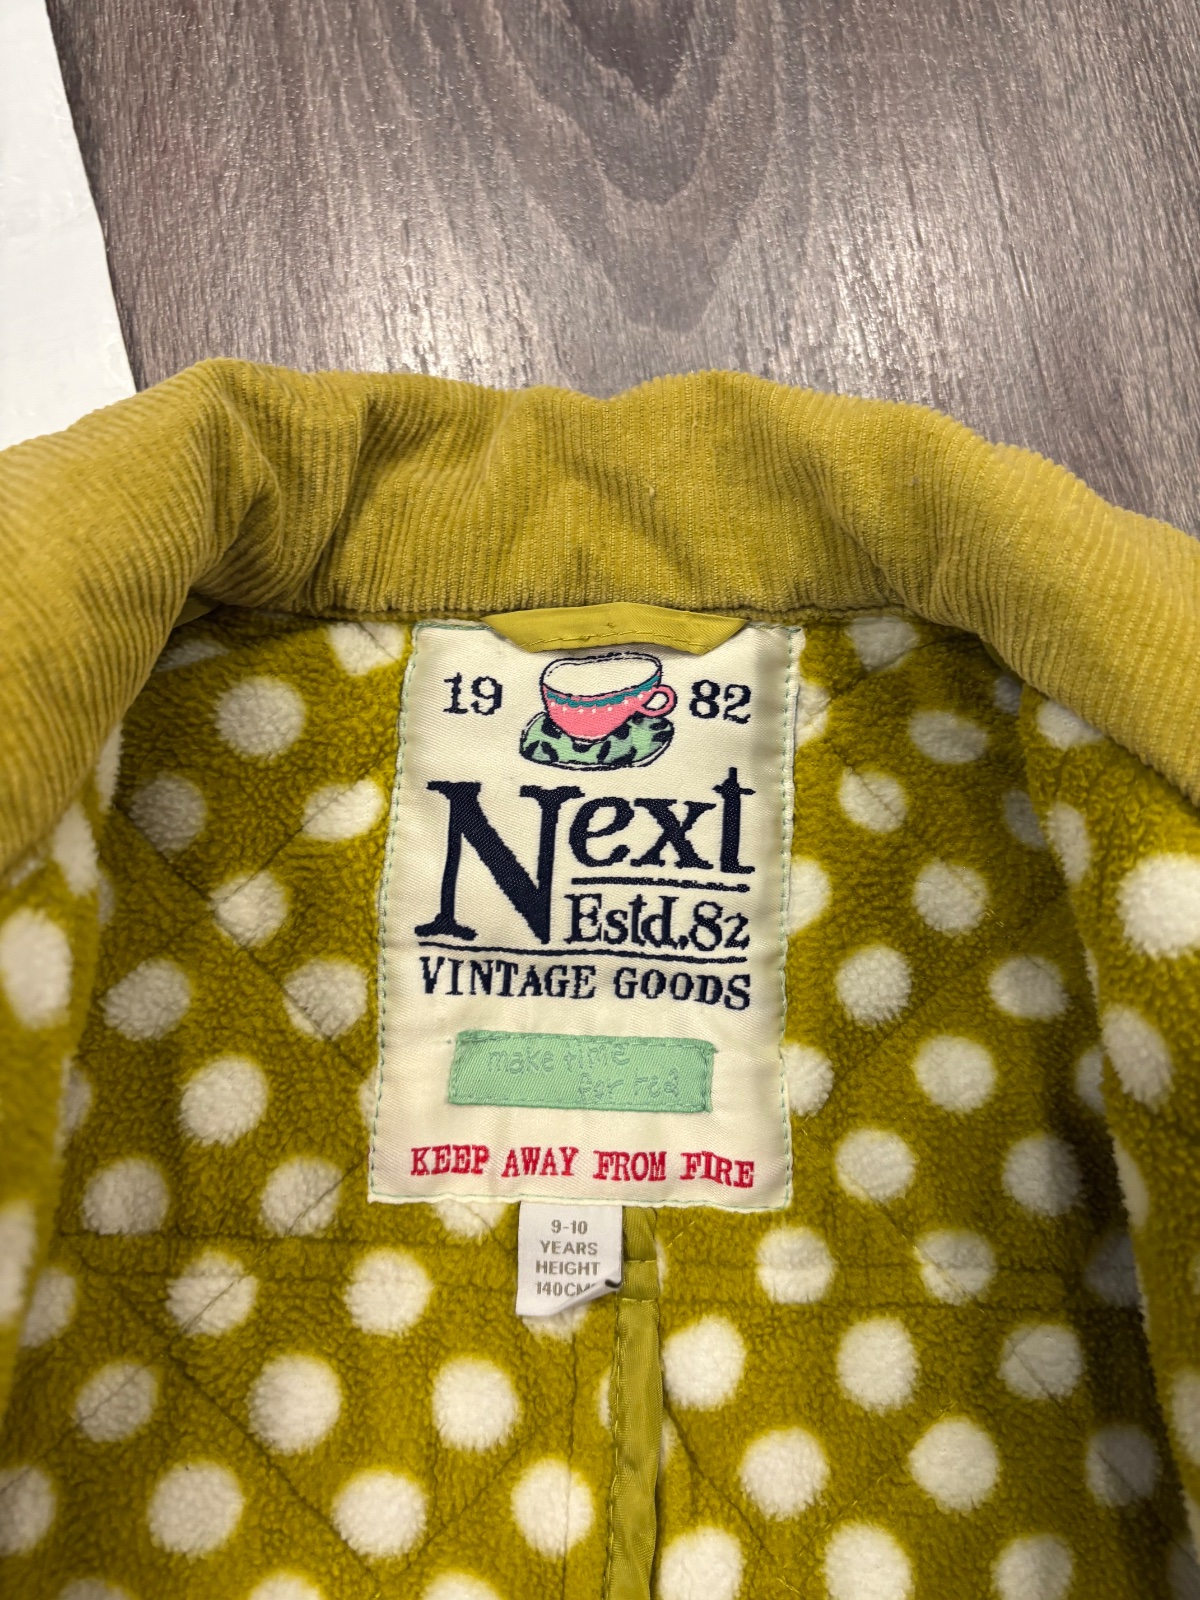 19 82
Next
Estd.82
VINTAGE GOODS
make time
for tea
KEEP AWAY FROM FIRE
9-10
YEARS
HEIGHT
140CM